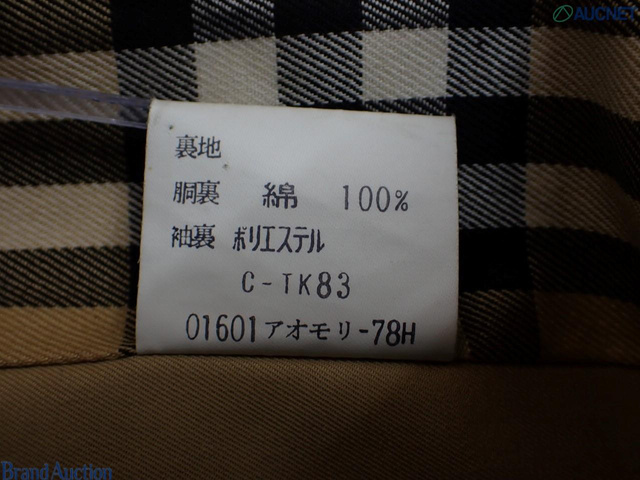 AUCNET
裏地
胴裏 綿 100%
袖裏 ポリエステル
C-TK83
01601アオモリ-78H
Brand Auction